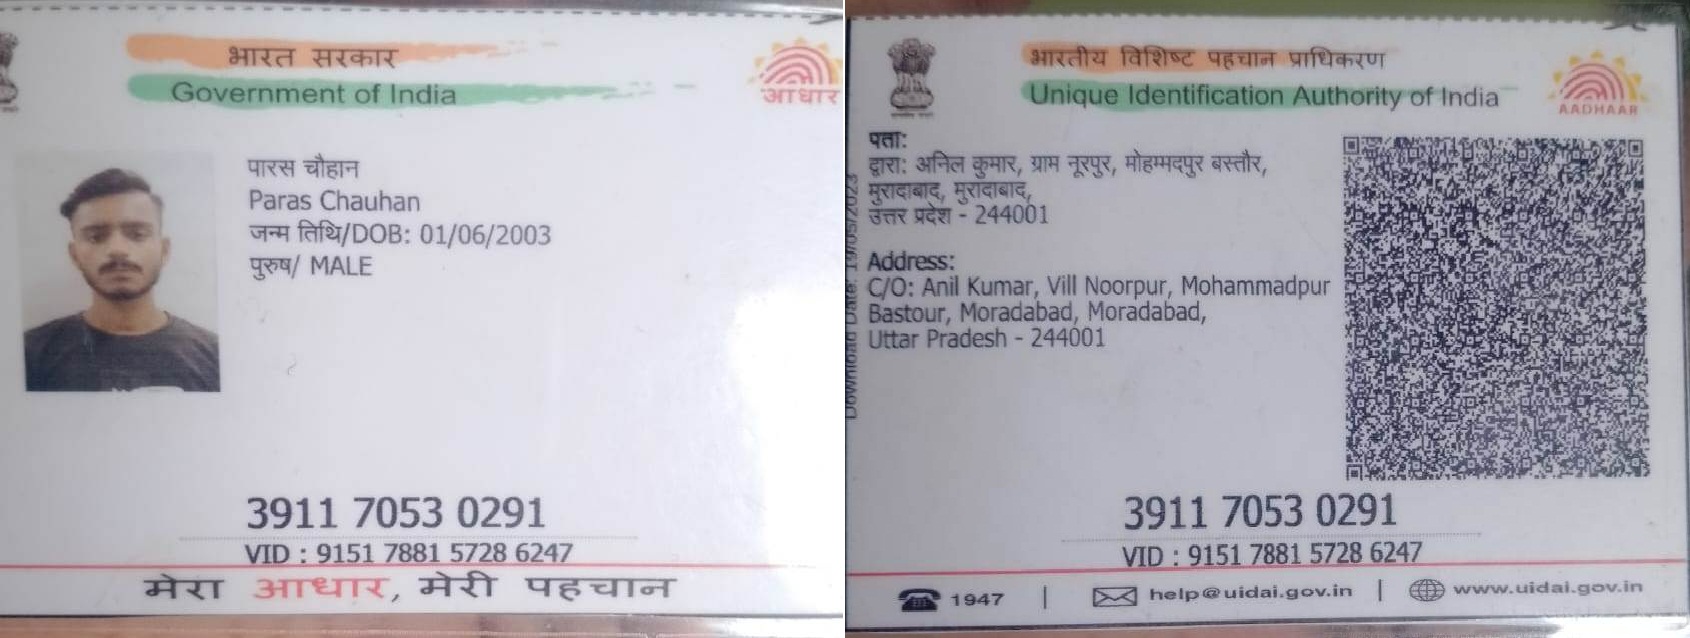 भारत सरकार
Government of India
आधार
पारस चौहान
Paras Chauhan
जन्म तिथि/DOB: 01/06/2003
पुरुष/ MALE
3911 7053 0291
VID : 9151 7881 5728 6247
मेरा आधार, मेरी पहचान
भारतीय विशिष्ट पहचान प्राधिकरण
Unique Identification Authority of India
AADHAAR
पता:
द्वारा: अनिल कुमार, ग्राम नूरपुर, मोहम्मदपुर बस्तौर,
मुरादाबाद, मुरादाबाद,
उत्तर प्रदेश - 244001
Address:
C/O: Anil Kumar, Vill Noorpur, Mohammadpur
Bastour, Moradabad, Moradabad,
Uttar Pradesh - 244001
Download Date:
3911 7053 0291
VID : 9151 7881 5728 6247
1947 | help@uidai.gov.in | www.uidai.gov.in